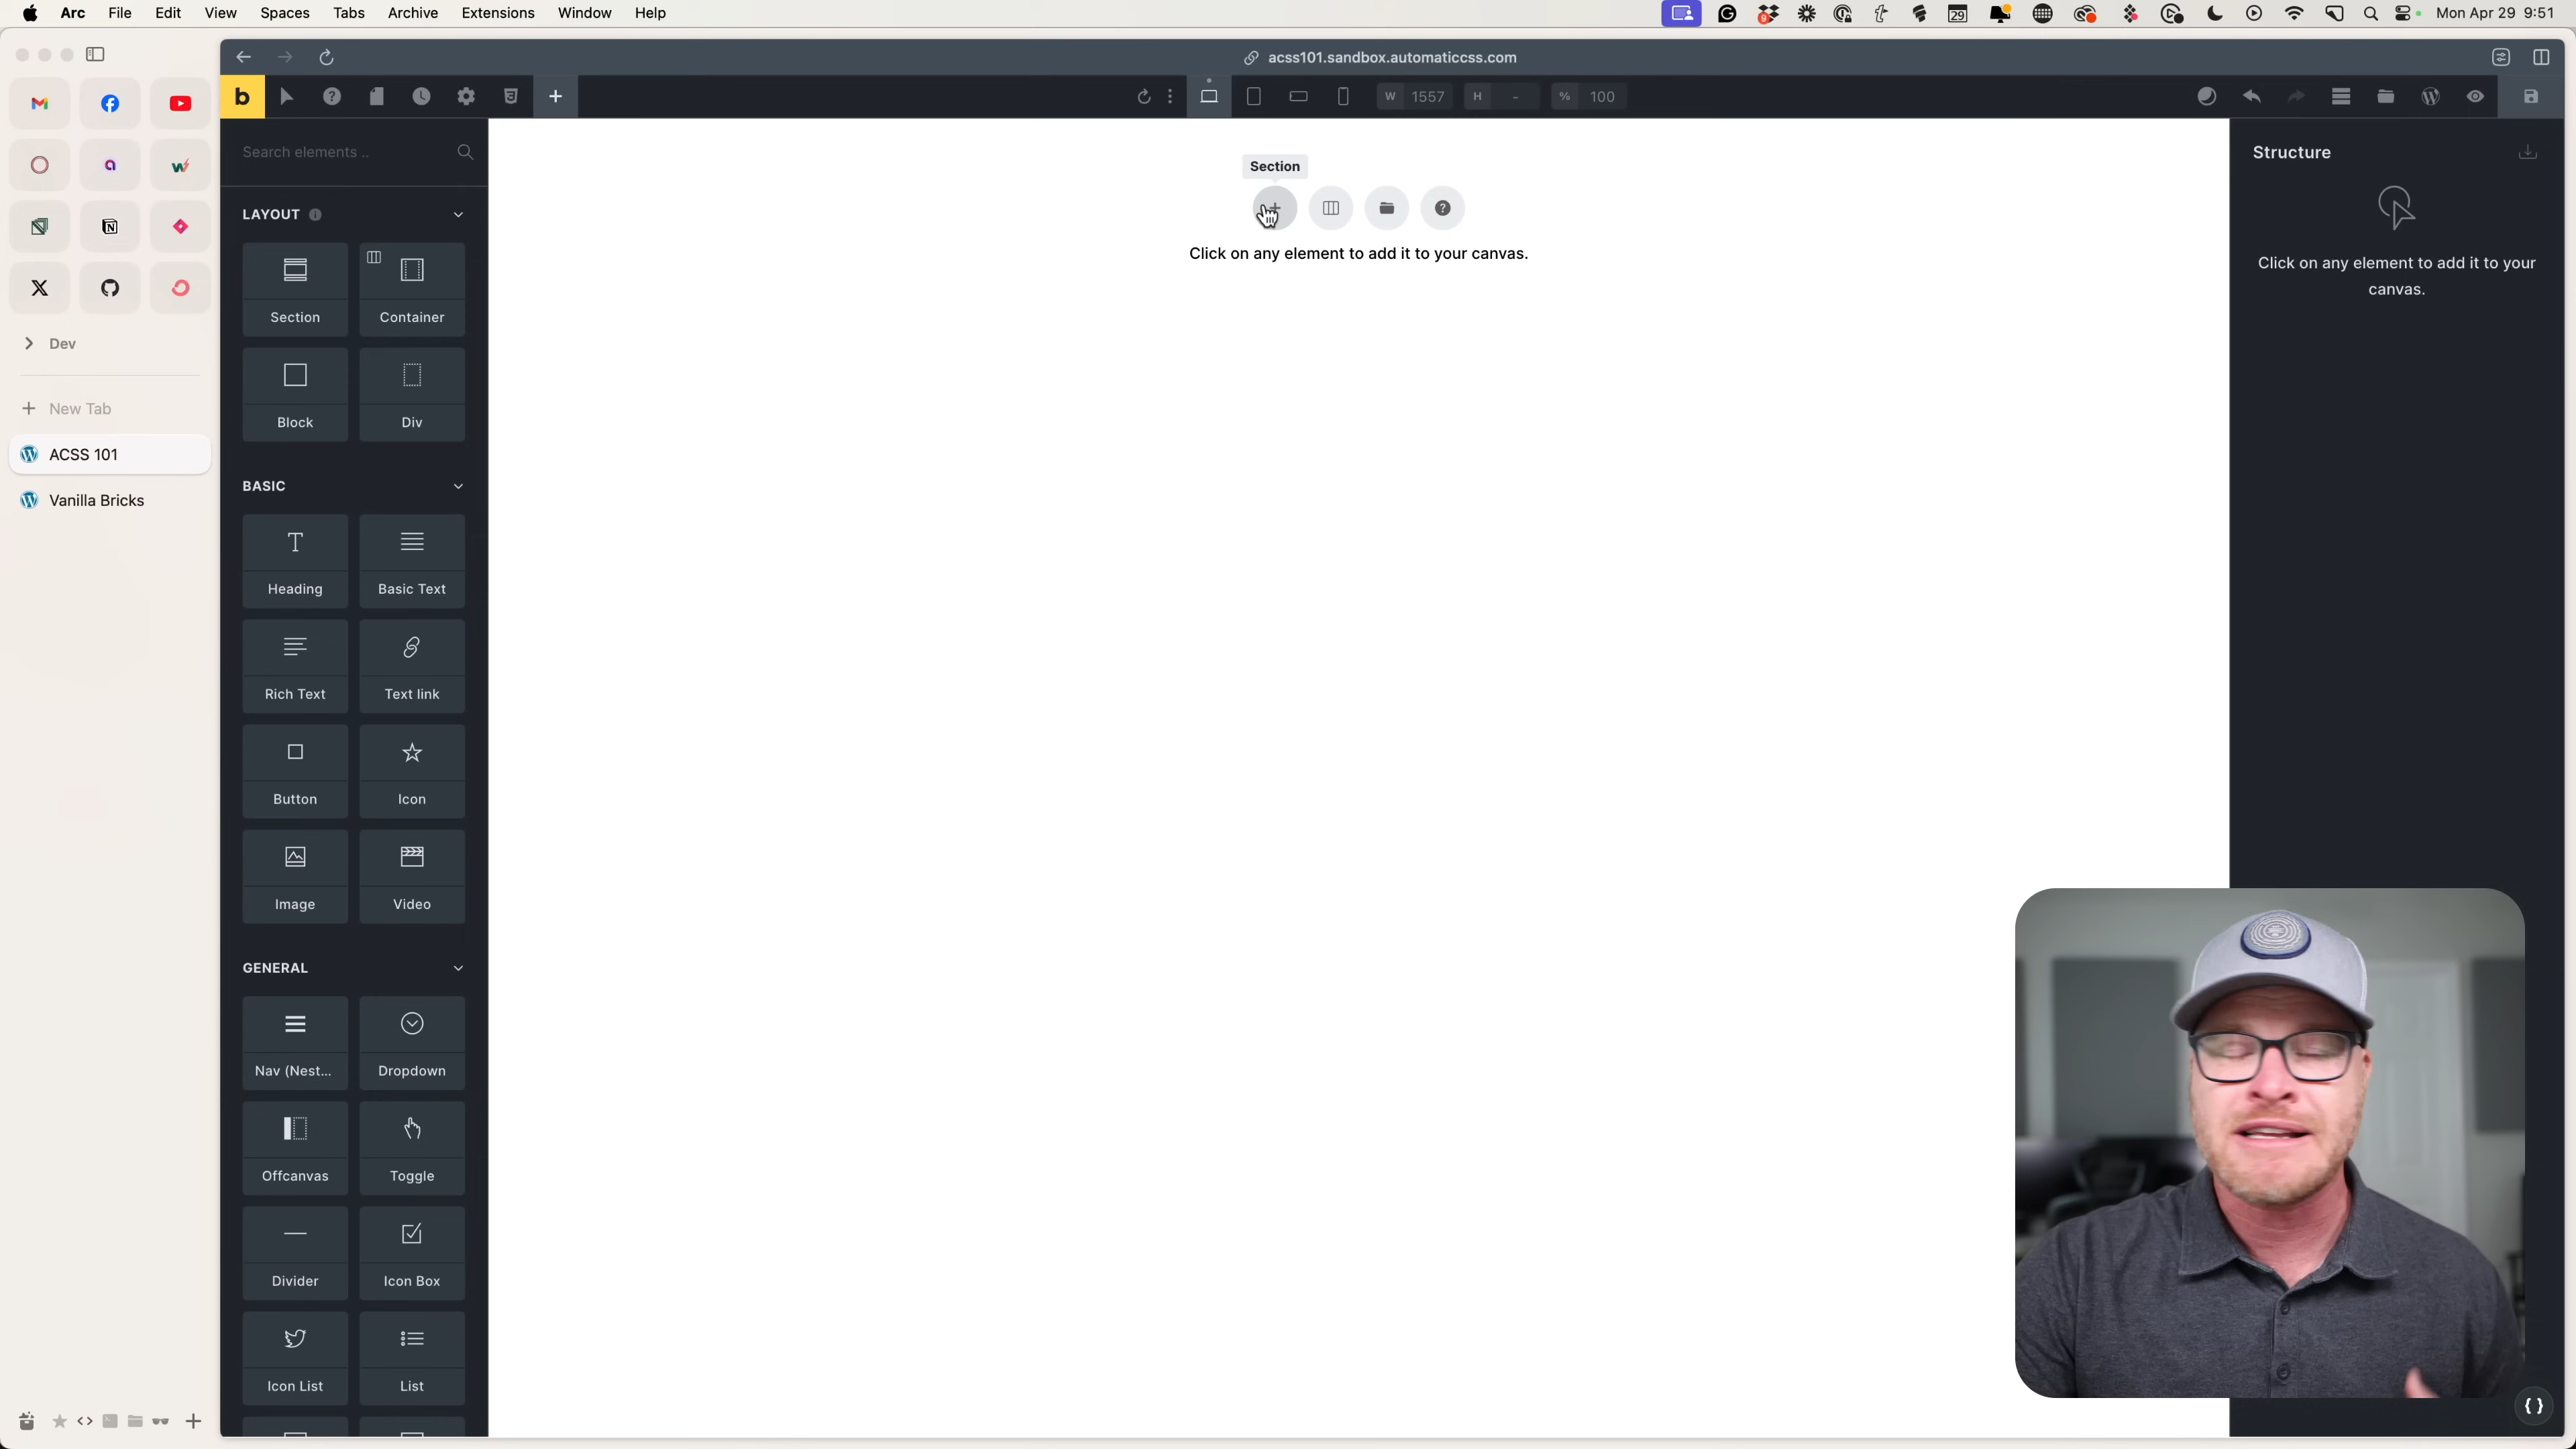 Arc File Edit View Spaces Tabs Archive Extensions Window Help
9 29 Mon Apr 29 9:51
acss101.sandbox.automaticcss.com
b W 1557 H - % 100
Search elements ..
LAYOUT
Section Container
Block Div
BASIC
Heading Basic Text
Rich Text Text link
Button Icon
Image Video
GENERAL
Nav (Nest... Dropdown
Offcanvas Toggle
Divider Icon Box
Icon List List
Dev
New Tab
ACSS 101
Vanilla Bricks
Section
Click on any element to add it to your canvas.
Structure
Click on any element to add it to your
canvas.